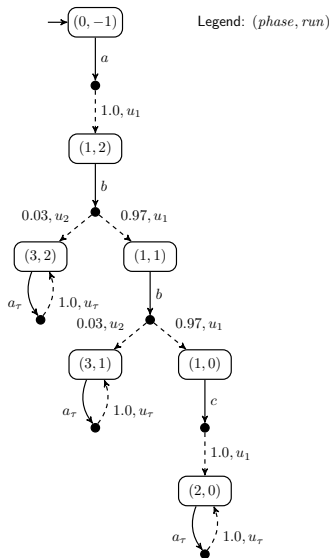 (0, −1) Legend: (phase, run)
a
1.0, u₁
(1, 2)
b
0.03, u₂ 0.97, u₁
(3, 2) (1, 1)
aτ 1.0, uτ b
0.03, u₂ 0.97, u₁
(3, 1) (1, 0)
aτ 1.0, uτ c
1.0, u₁
(2, 0)
aτ 1.0, uτ